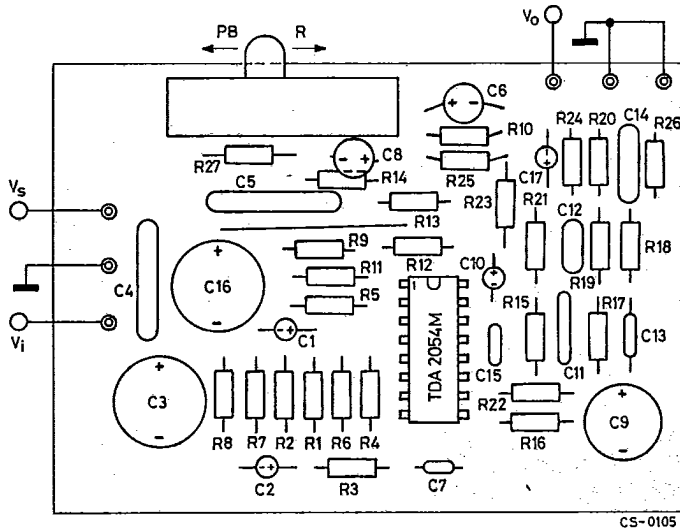 PB R
V₀
C6
R10
R24 R20 C14 R26
C8
R27
R14
R25
C17
C5
R23
R21
C12
Vs
R13
R9
R12
C10
R19
R18
C4
C16
R11
R5
1
R15
R17
Vi
C1
TDA 2054M
C15
C11
C13
C3
R22
C9
R8 R7 R2 R1 R6 R4
R16
C2
R3
C7
CS-0105